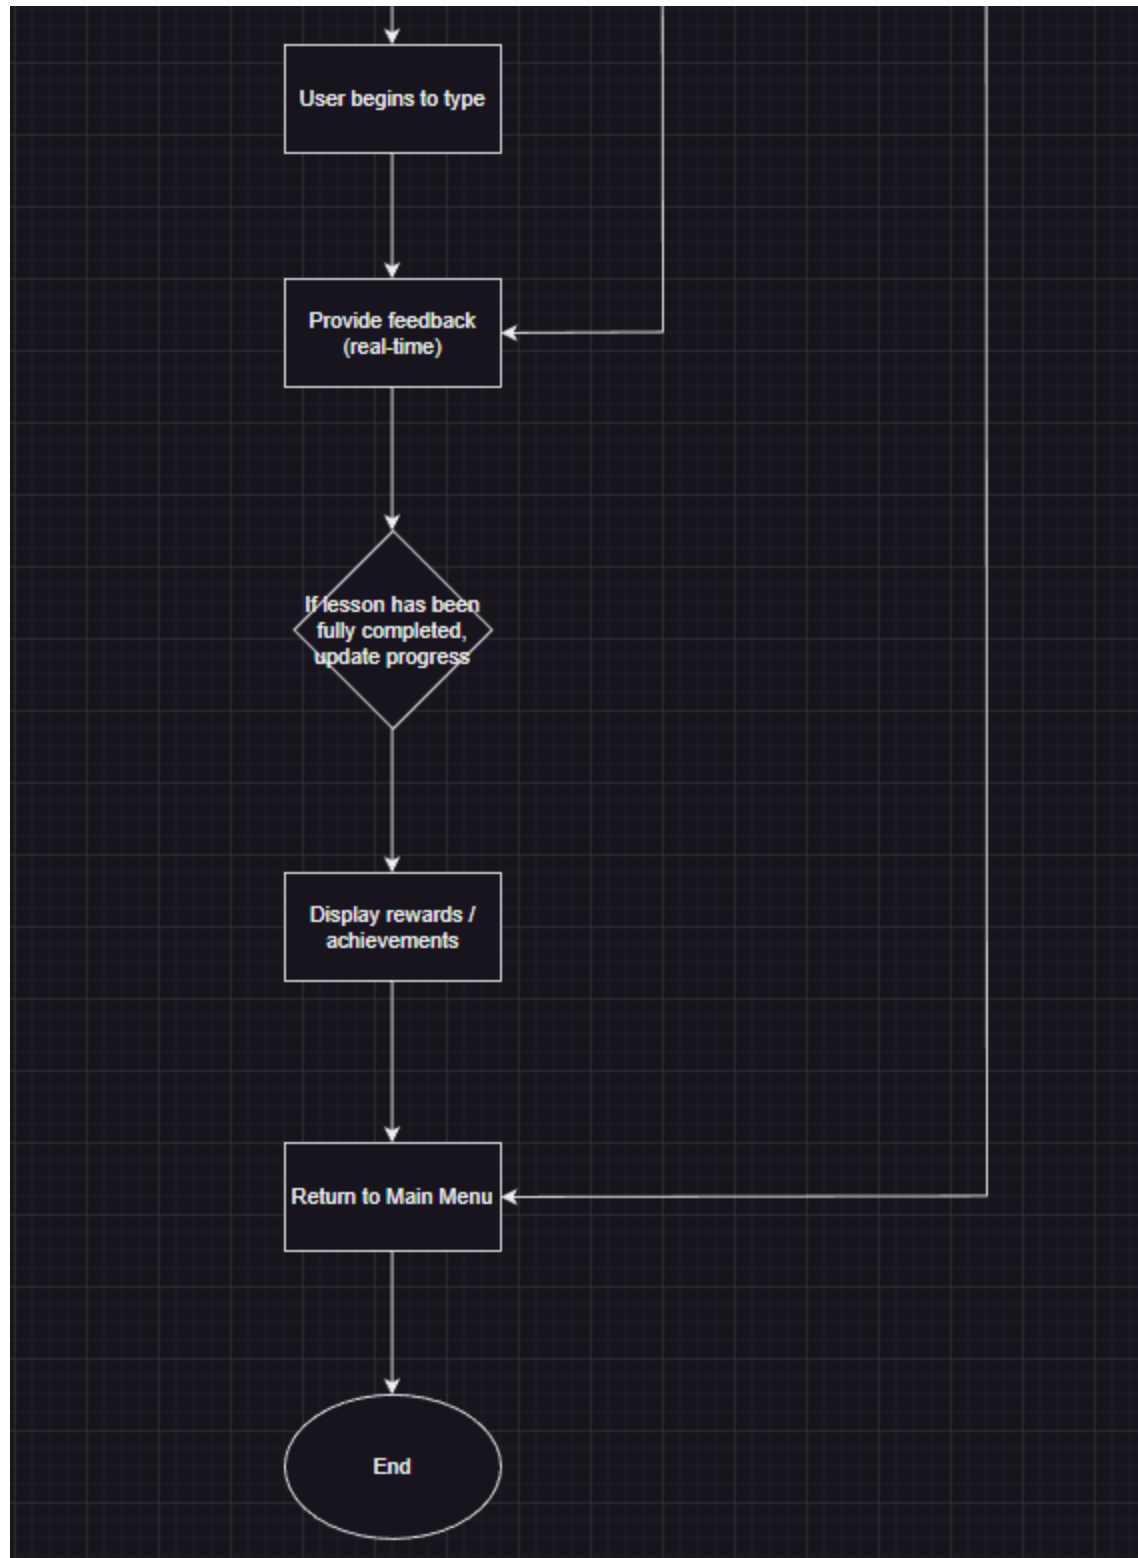 User begins to type
Provide feedback
(real-time)
If lesson has been
fully completed,
update progress
Display rewards /
achievements
Return to Main Menu
End